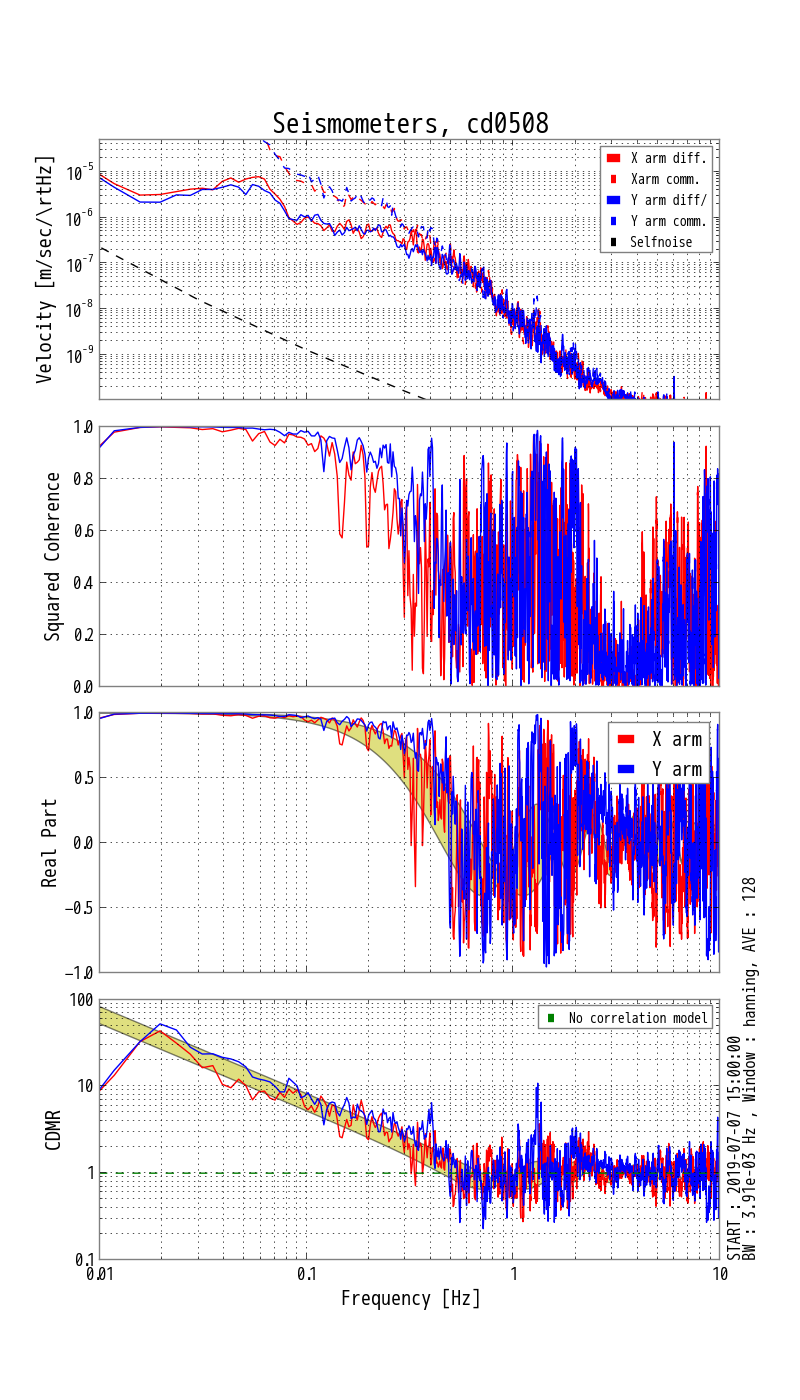 Seismometers, cd0508
Velocity [m/sec/\rtHz]
10^-5
10^-6
10^-7
10^-8
10^-9
X arm diff.
Xarm comm.
Y arm diff/
Y arm comm.
Selfnoise
Squared Coherence
1.0
0.8
0.6
0.4
0.2
0.0
Real Part
1.0
0.5
0.0
−0.5
−1.0
X arm
Y arm
CDMR
100
10
1
0.1
No correlation model
0.01
0.1
1
10
Frequency [Hz]
START : 2019-07-07 15:00:00
BW : 3.91e-03 Hz , Window : hanning, AVE : 128